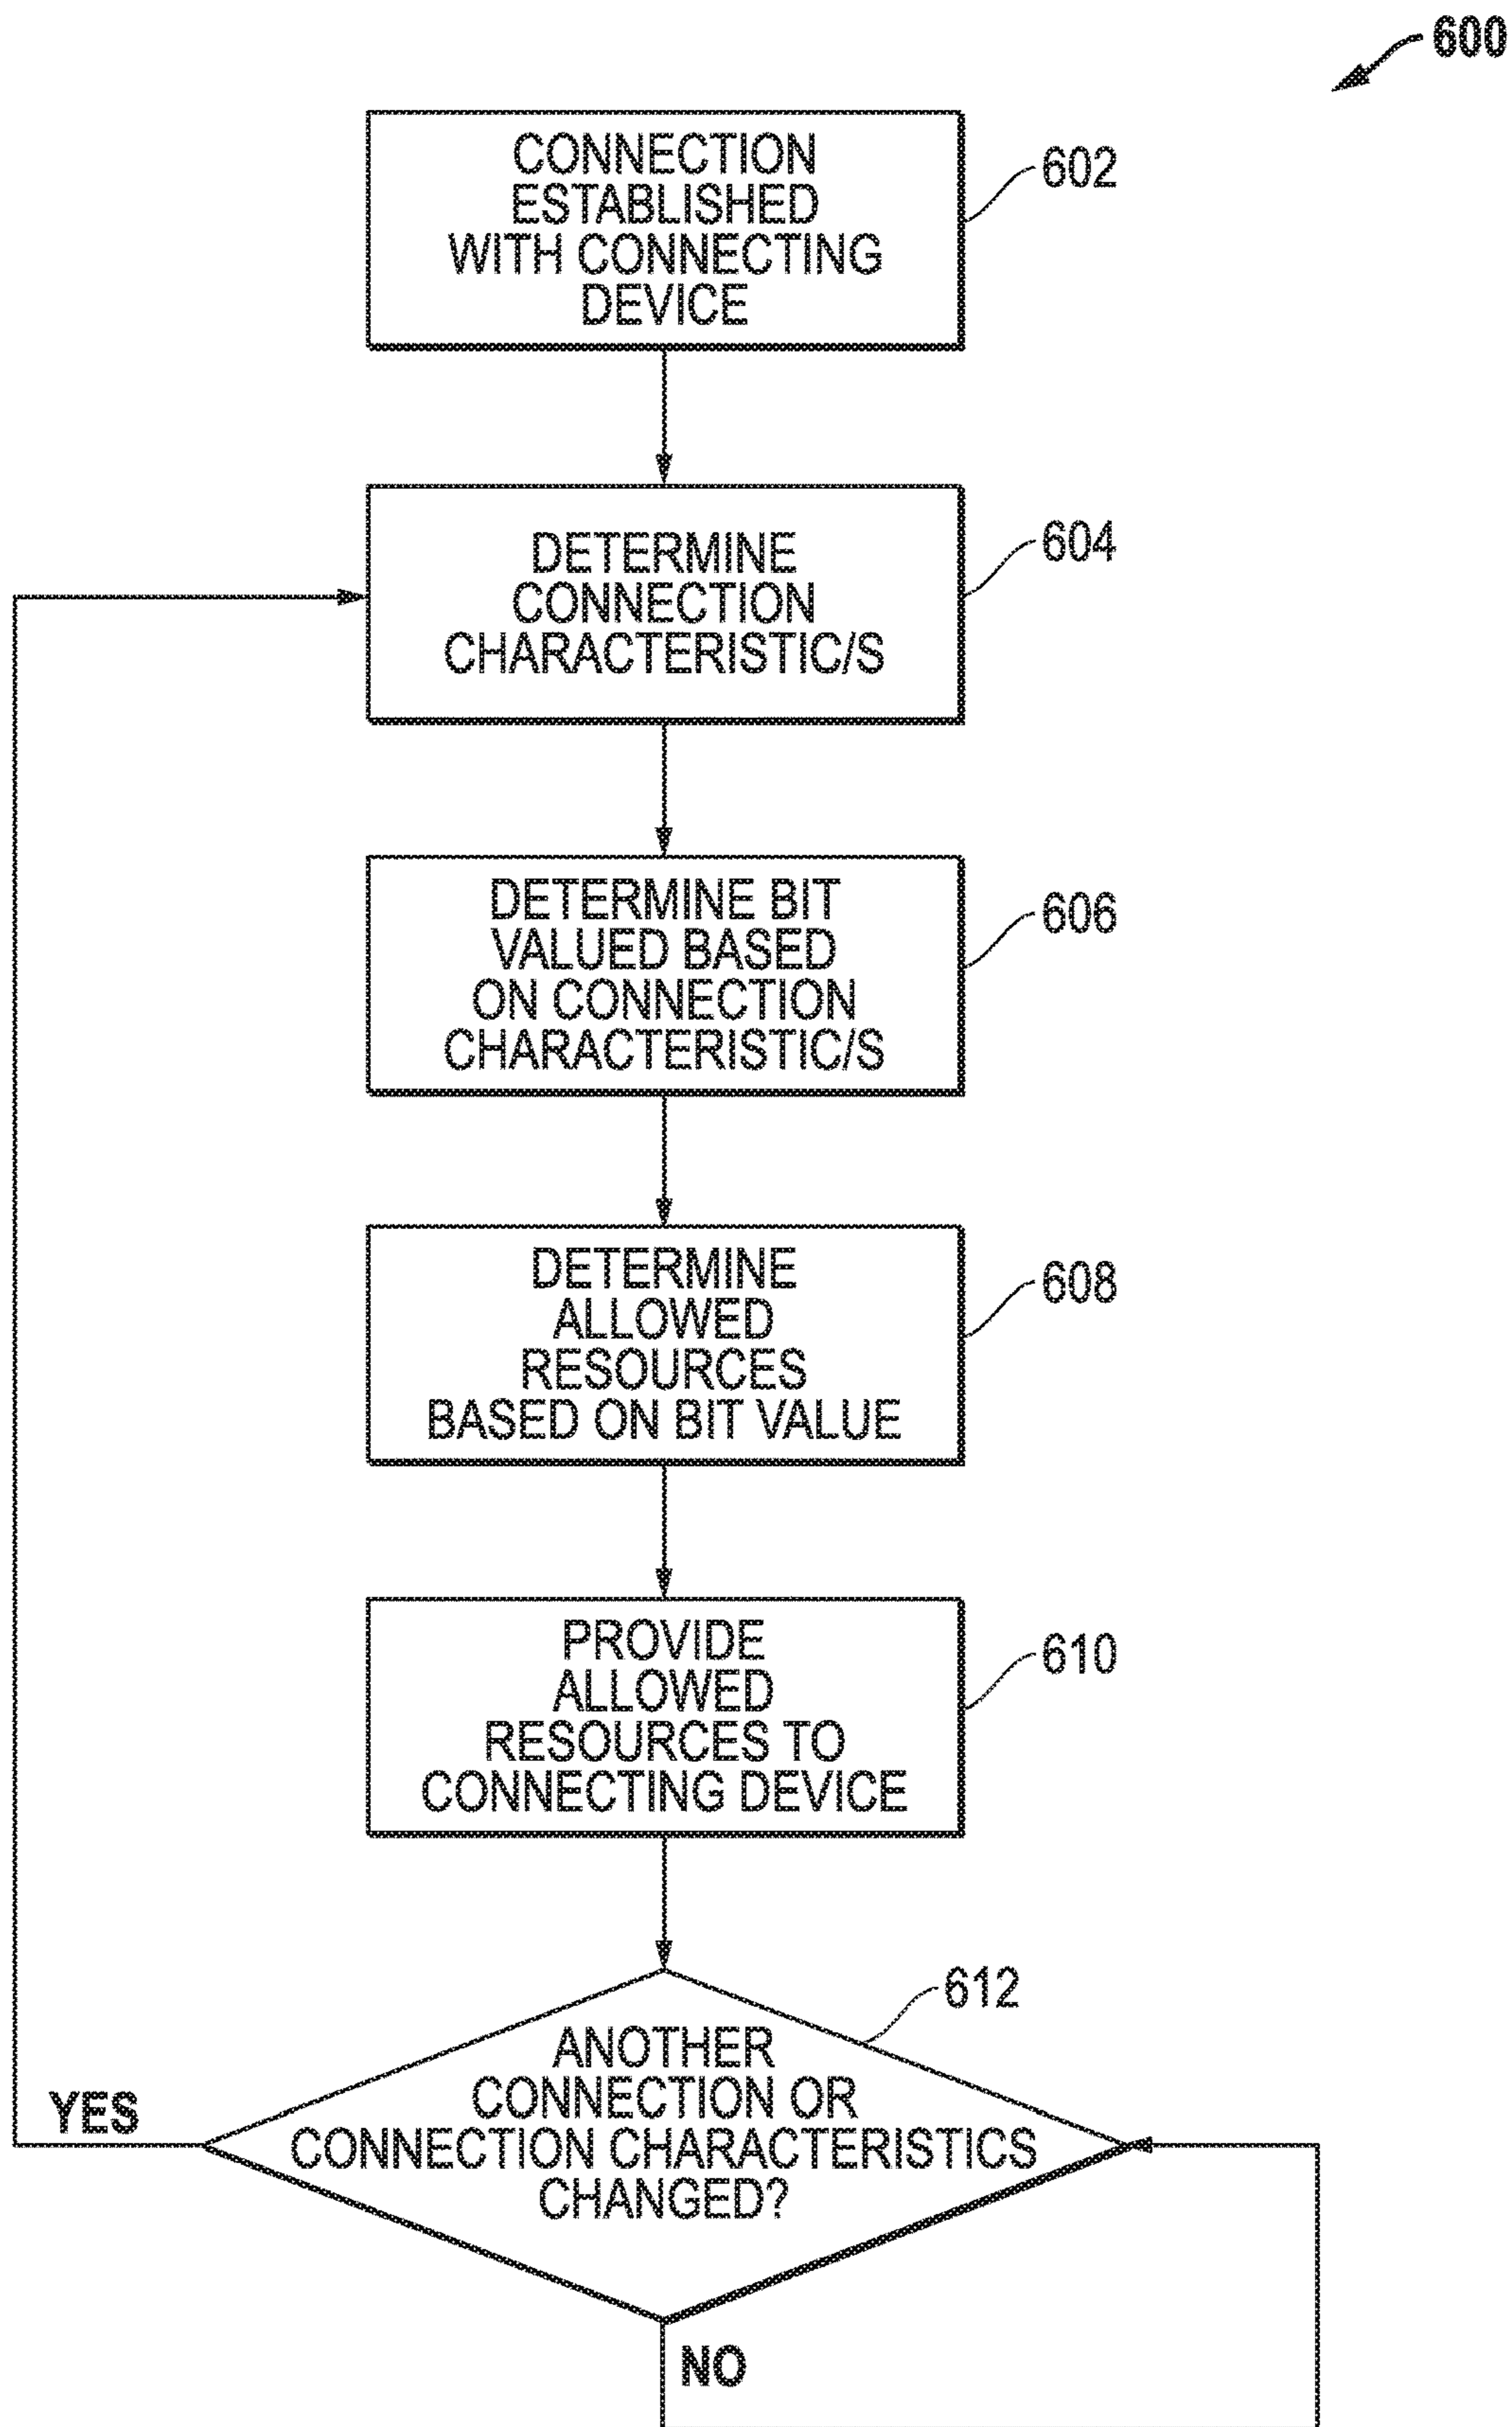 600
CONNECTION
ESTABLISHED
WITH CONNECTING
DEVICE
602
DETERMINE
CONNECTION
CHARACTERISTIC/S
604
DETERMINE BIT
VALUED BASED
ON CONNECTION
CHARACTERISTIC/S
606
DETERMINE
ALLOWED
RESOURCES
BASED ON BIT VALUE
608
PROVIDE
ALLOWED
RESOURCES TO
CONNECTING DEVICE
610
612
ANOTHER
CONNECTION OR
CONNECTION CHARACTERISTICS
CHANGED?
YES
NO